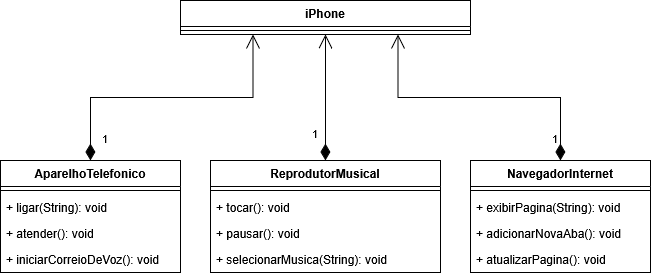 iPhone
1
1
1
AparelhoTelefonico
+ ligar(String): void
+ atender(): void
+ iniciarCorreioDeVoz(): void
ReprodutorMusical
+ tocar(): void
+ pausar(): void
+ selecionarMusica(String): void
NavegadorInternet
+ exibirPagina(String): void
+ adicionarNovaAba(): void
+ atualizarPagina(): void